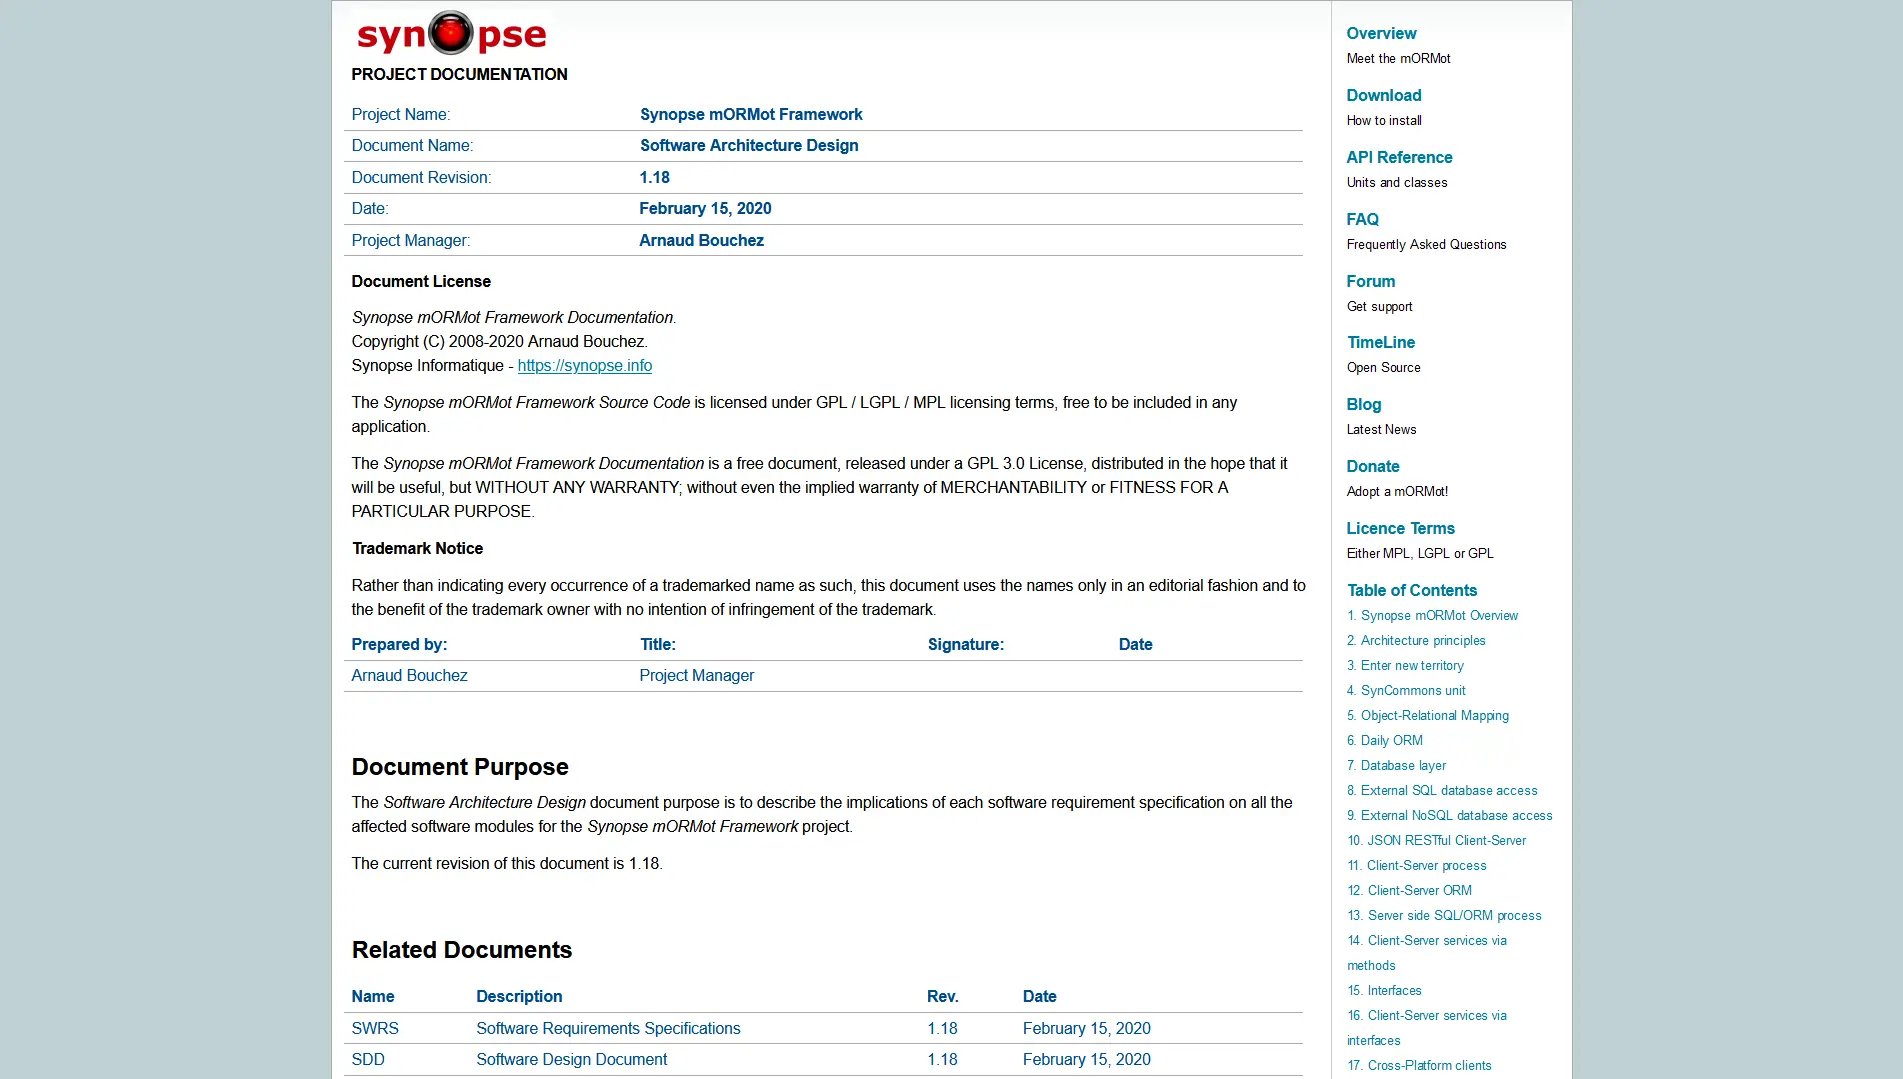 synopse
PROJECT DOCUMENTATION
Project Name: Synopse mORMot Framework
Document Name: Software Architecture Design
Document Revision: 1.18
Date: February 15, 2020
Project Manager: Arnaud Bouchez
Document License
Synopse mORMot Framework Documentation.
Copyright (C) 2008-2020 Arnaud Bouchez.
Synopse Informatique - https://synopse.info
The Synopse mORMot Framework Source Code is licensed under GPL / LGPL / MPL licensing terms, free to be included in any
application.
The Synopse mORMot Framework Documentation is a free document, released under a GPL 3.0 License, distributed in the hope that it
will be useful, but WITHOUT ANY WARRANTY; without even the implied warranty of MERCHANTABILITY or FITNESS FOR A
PARTICULAR PURPOSE.
Trademark Notice
Rather than indicating every occurrence of a trademarked name as such, this document uses the names only in an editorial fashion and to
the benefit of the trademark owner with no intention of infringement of the trademark.
Prepared by: Title: Signature: Date
Arnaud Bouchez Project Manager
Document Purpose
The Software Architecture Design document purpose is to describe the implications of each software requirement specification on all the
affected software modules for the Synopse mORMot Framework project.
The current revision of this document is 1.18.
Related Documents
Name Description Rev. Date
SWRS Software Requirements Specifications 1.18 February 15, 2020
SDD Software Design Document 1.18 February 15, 2020
Overview
Meet the mORMot
Download
How to install
API Reference
Units and classes
FAQ
Frequently Asked Questions
Forum
Get support
TimeLine
Open Source
Blog
Latest News
Donate
Adopt a mORMot!
Licence Terms
Either MPL, LGPL or GPL
Table of Contents
1. Synopse mORMot Overview
2. Architecture principles
3. Enter new territory
4. SynCommons unit
5. Object-Relational Mapping
6. Daily ORM
7. Database layer
8. External SQL database access
9. External NoSQL database access
10. JSON RESTful Client-Server
11. Client-Server process
12. Client-Server ORM
13. Server side SQL/ORM process
14. Client-Server services via
methods
15. Interfaces
16. Client-Server services via
interfaces
17. Cross-Platform clients